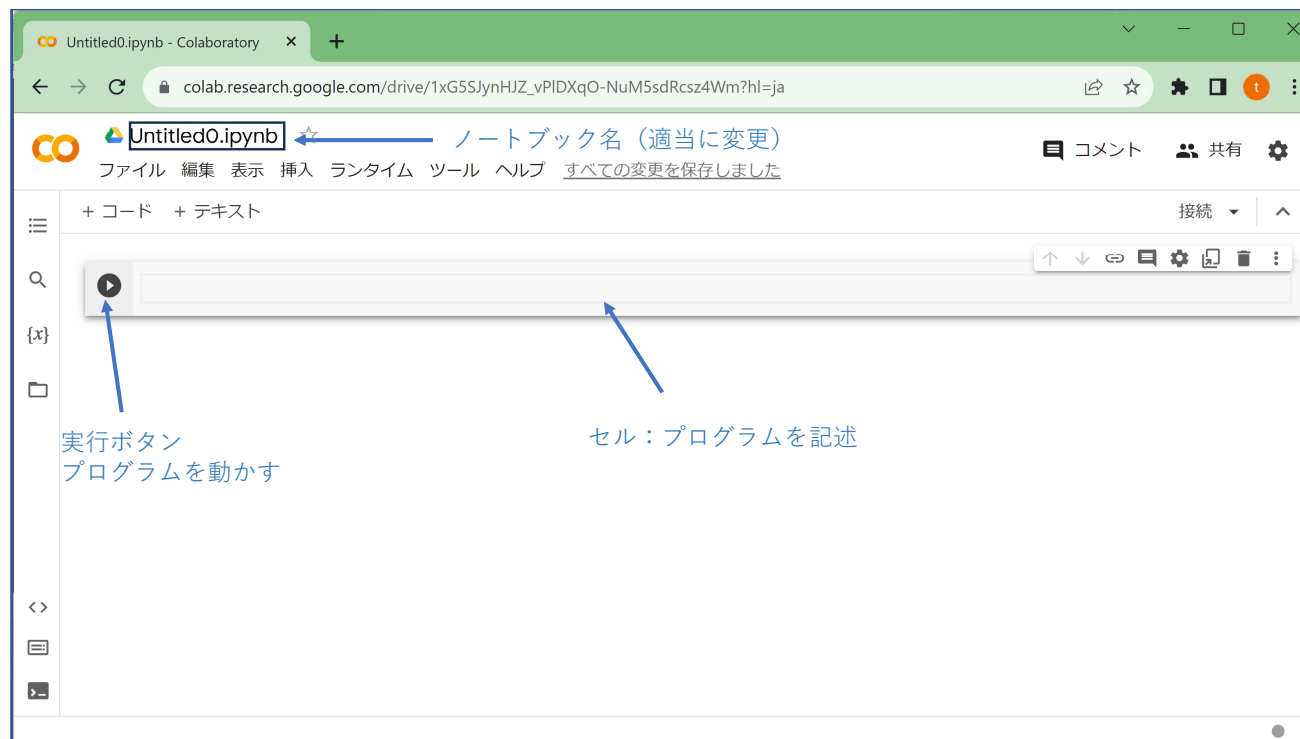 Untitled0.ipynb - Colaboratory
colab.research.google.com/drive/1xG5SJynHJZ_vPlDXqO-NuM5sdRcsz4Wm?hl=ja
t
Untitled0.ipynb
ノートブック名（適当に変更）
コメント 共有
ファイル 編集 表示 挿入 ランタイム ツール ヘルプ すべての変更を保存しました
+ コード + テキスト 接続
{x}
実行ボタン
プログラムを動かす
セル：プログラムを記述